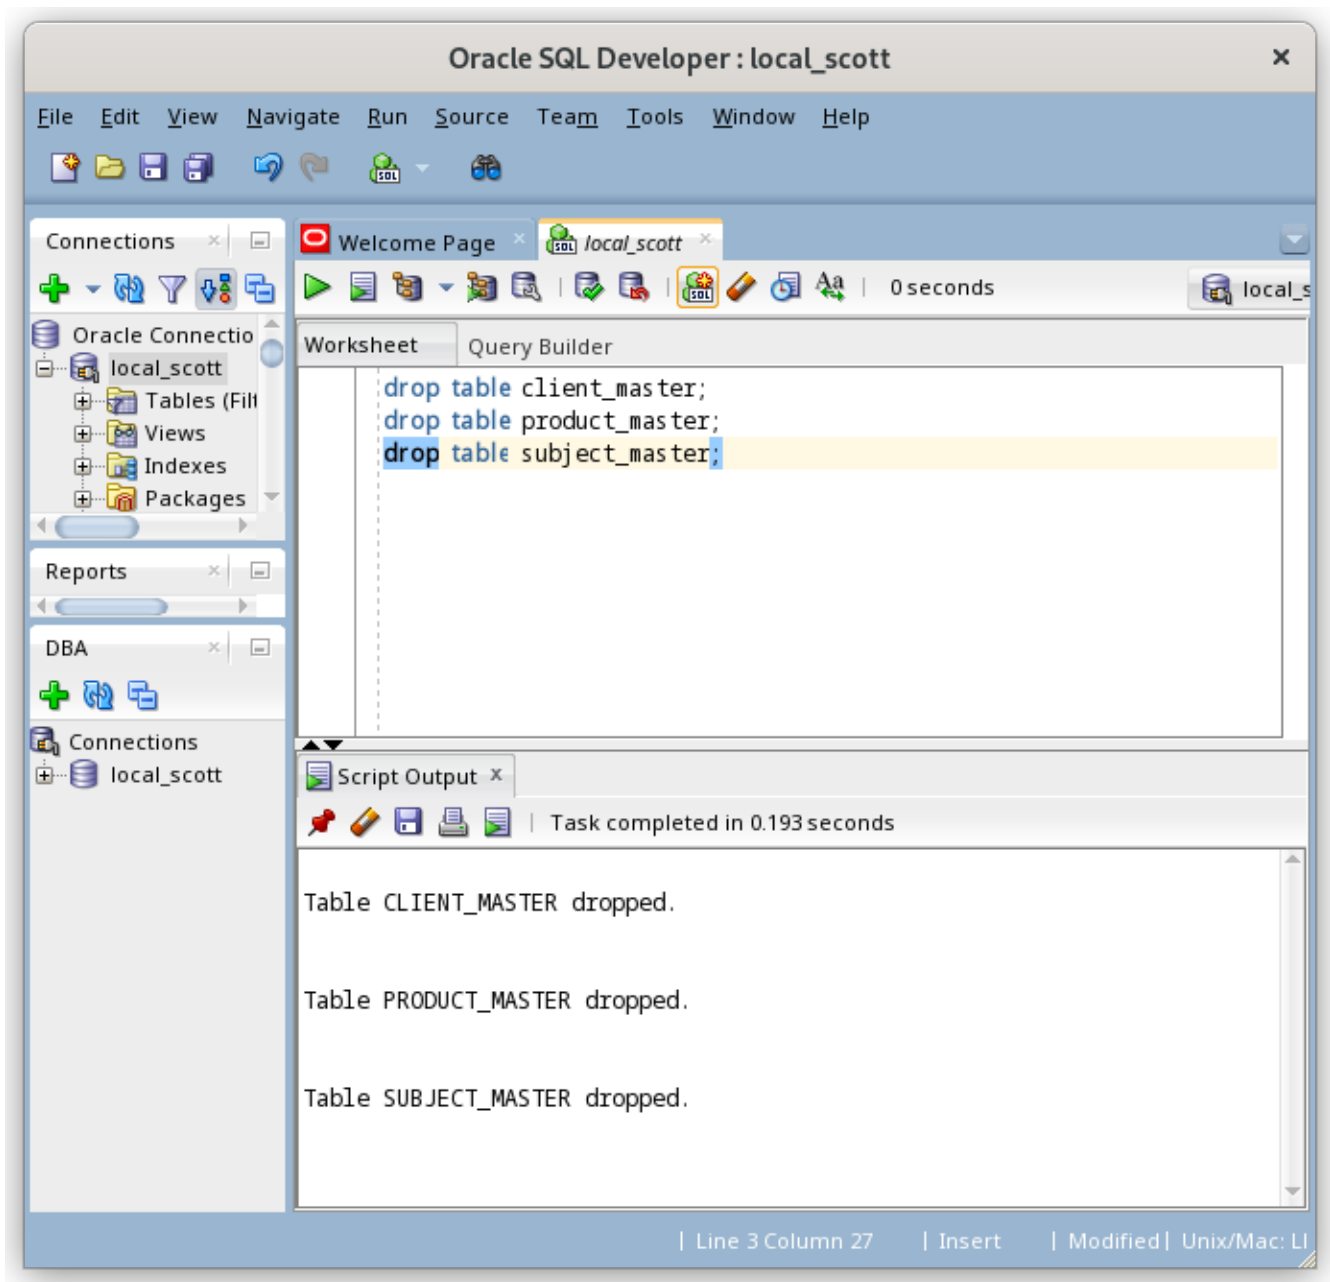 Oracle SQL Developer : local_scott
File Edit View Navigate Run Source Team Tools Window Help
Connections
Oracle Connectio
local_scott
Tables (Filt
Views
Indexes
Packages
Reports
DBA
Connections
local_scott
Welcome Page
local_scott
0 seconds
local_s
Worksheet Query Builder
drop table client_master;
drop table product_master;
drop table subject_master;
Script Output
Task completed in 0.193 seconds
Table CLIENT_MASTER dropped.
Table PRODUCT_MASTER dropped.
Table SUBJECT_MASTER dropped.
| Line 3 Column 27 | Insert | Modified | Unix/Mac: LI